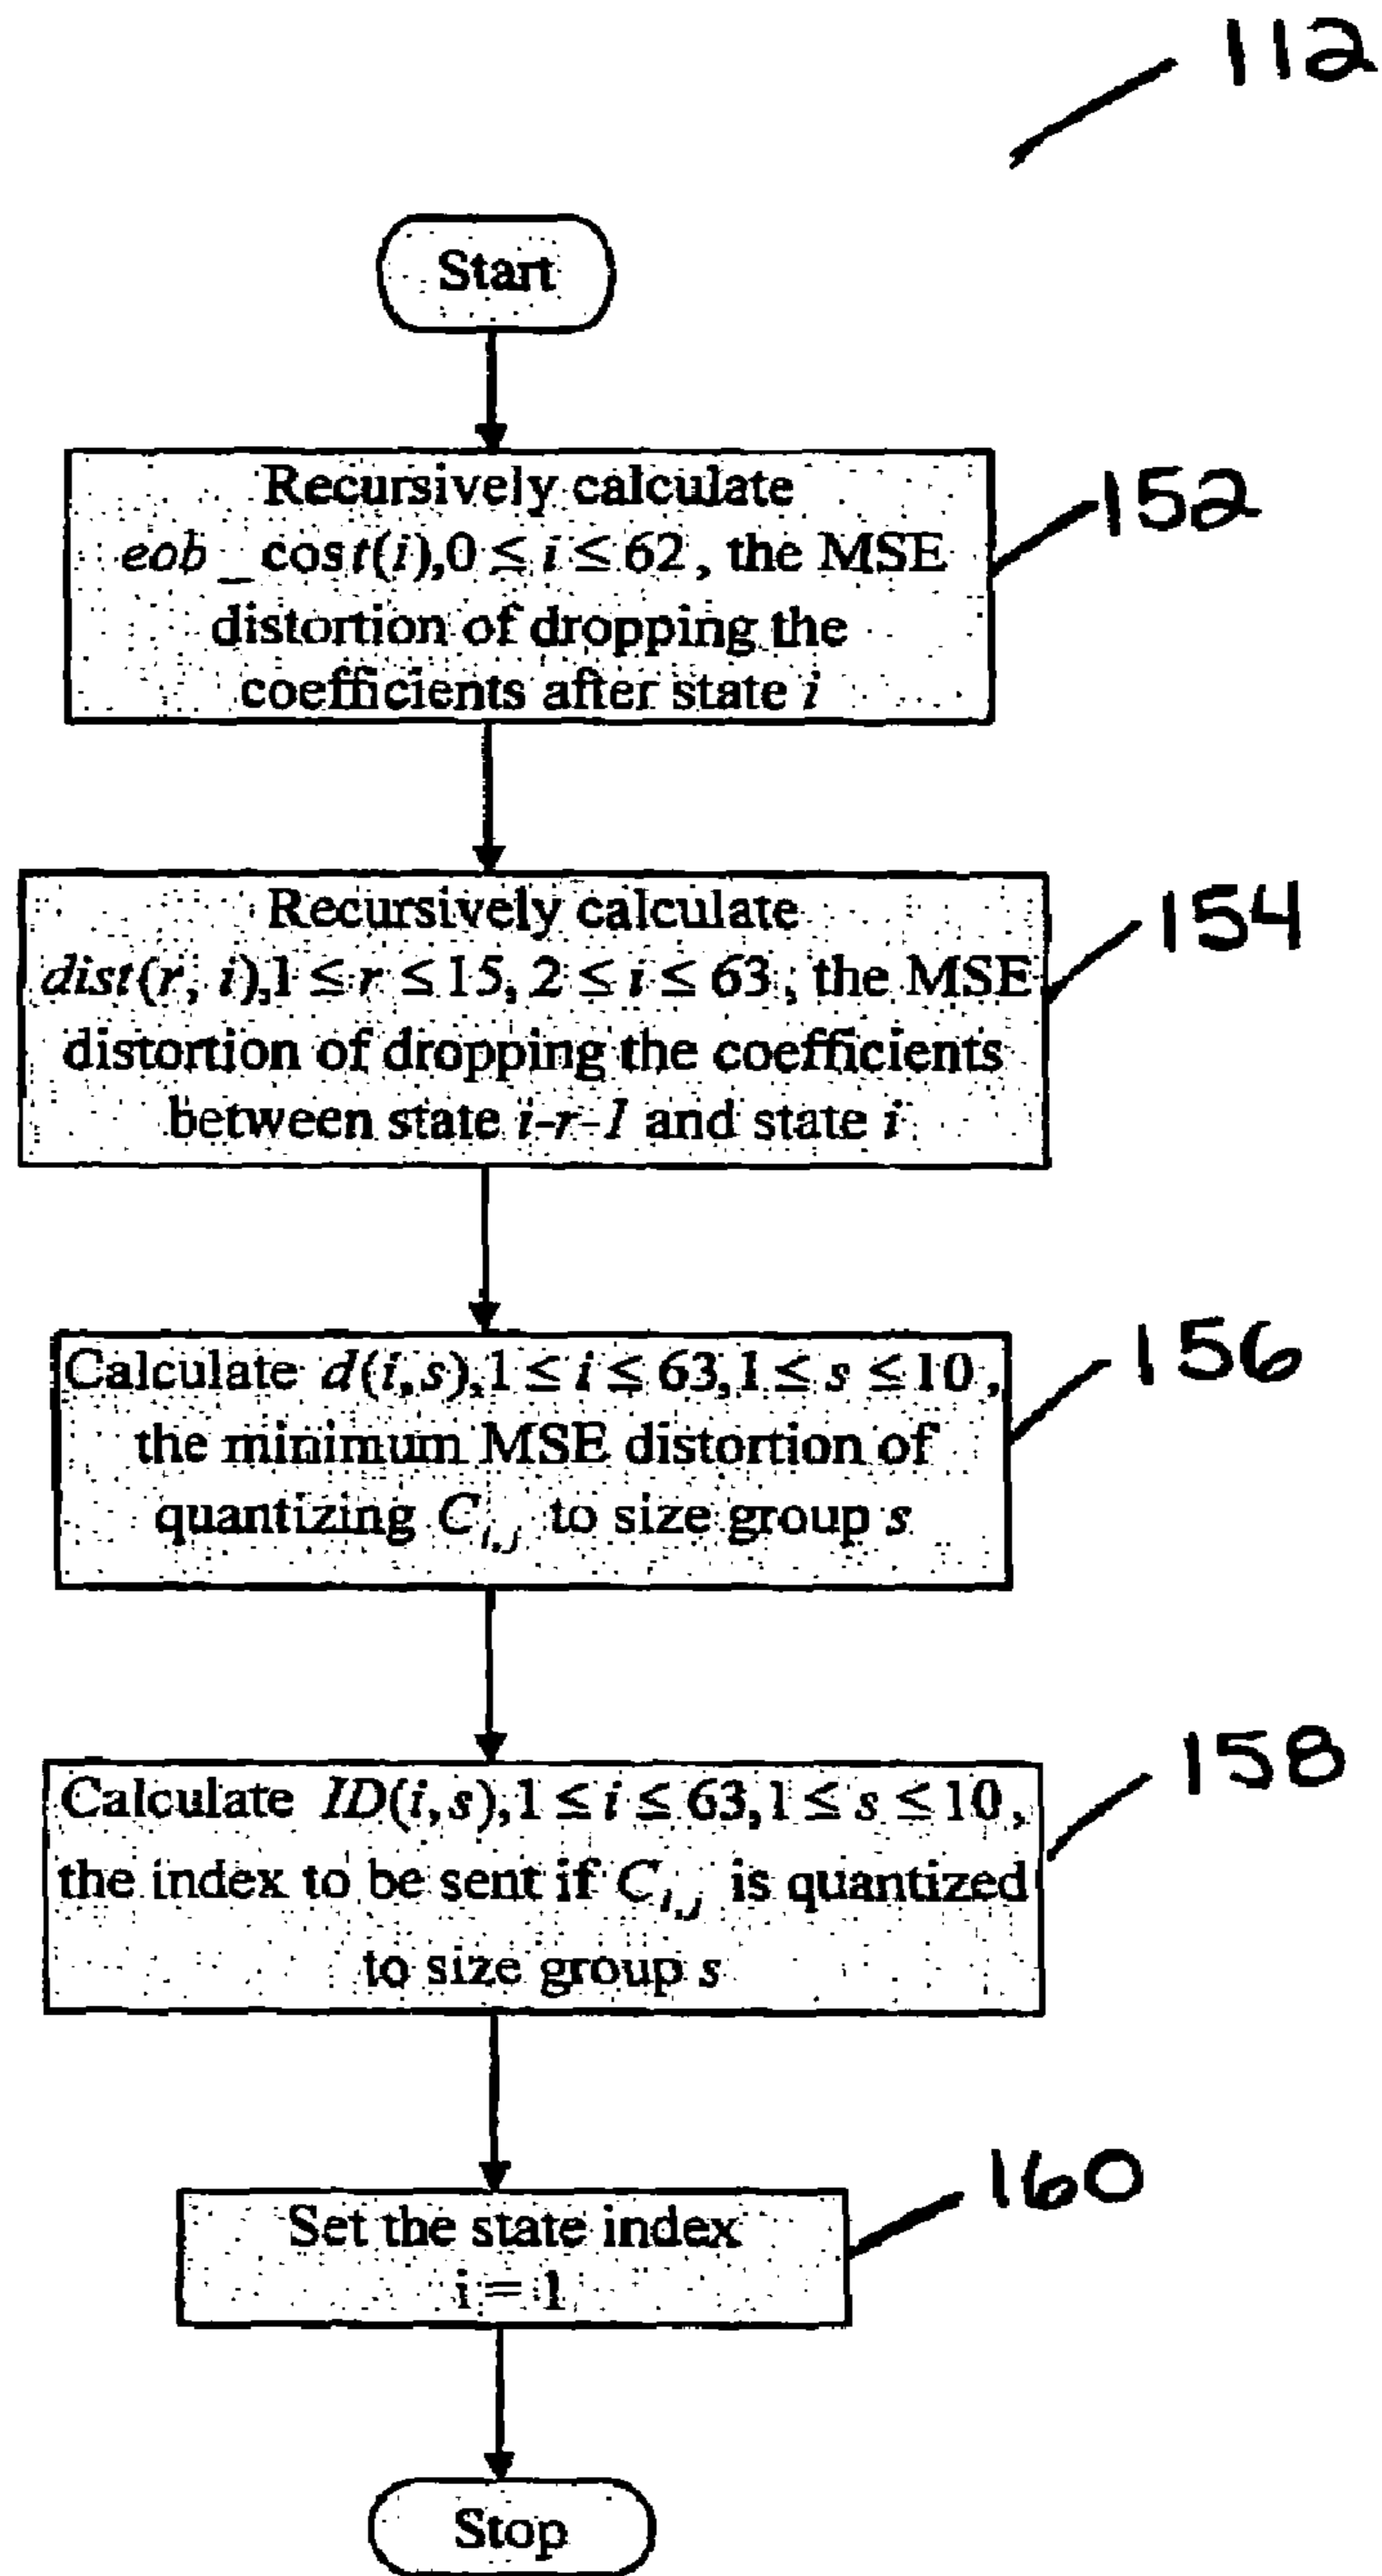 112
Start
Recursively calculate
eob_cost(i),0 ≤ i ≤ 62, the MSE
distortion of dropping the
coefficients after state i
152
Recursively calculate
dist(r, i),1 ≤ r ≤ 15, 2 ≤ i ≤ 63, the MSE
distortion of dropping the coefficients
between state i-r-1 and state i
154
Calculate d(i,s),1 ≤ i ≤ 63,1 ≤ s ≤ 10,
the minimum MSE distortion of
quantizing C_{i,j} to size group s
156
Calculate ID(i,s),1 ≤ i ≤ 63,1 ≤ s ≤ 10,
the index to be sent if C_{i,j} is quantized
to size group s
158
Set the state index
i = 1
160
Stop